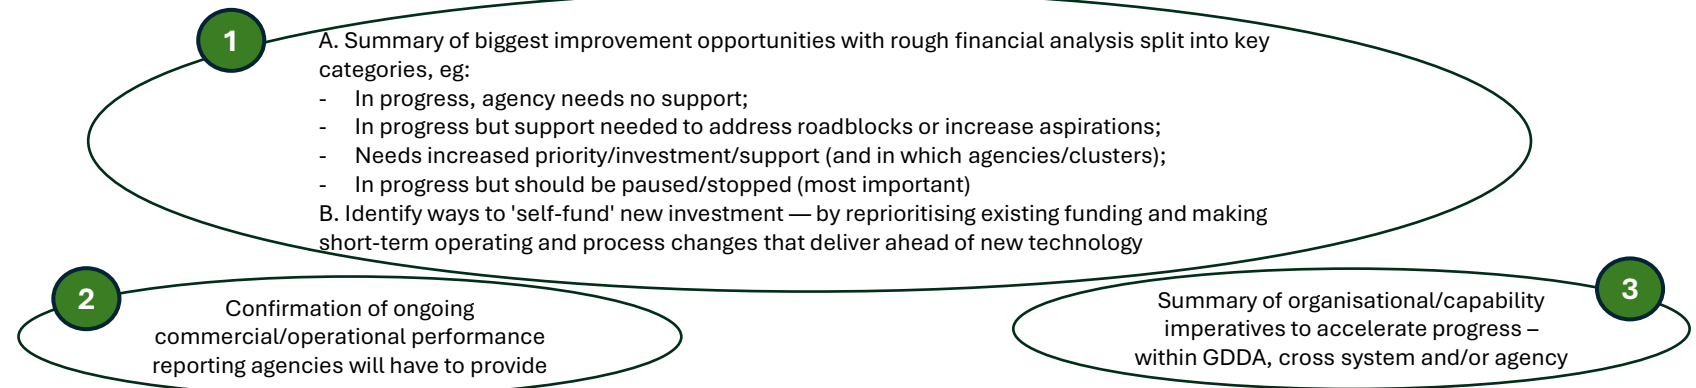 1
A. Summary of biggest improvement opportunities with rough financial analysis split into key
categories, eg:
- In progress, agency needs no support;
- In progress but support needed to address roadblocks or increase aspirations;
- Needs increased priority/investment/support (and in which agencies/clusters);
- In progress but should be paused/stopped (most important)
B. Identify ways to 'self-fund' new investment — by reprioritising existing funding and making
short-term operating and process changes that deliver ahead of new technology
2
Confirmation of ongoing
commercial/operational performance
reporting agencies will have to provide
3
Summary of organisational/capability
imperatives to accelerate progress –
within GDDA, cross system and/or agency